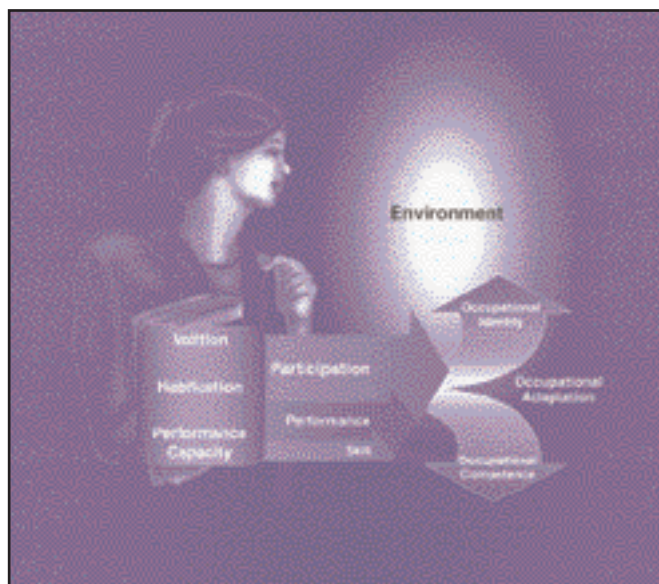 Environment
Occupational
Identity
Volition
Participation
Habituation
Occupational
Adaptation
Performance
Performance
Capacity
Skill
Occupational
Competence